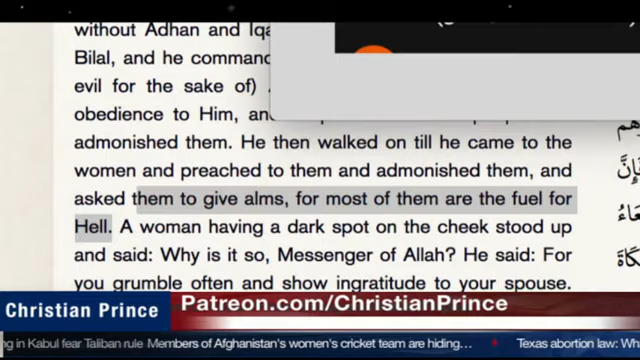 without Adhan and Iqa
Bilal, and he command
evil for the sake of)
obedience to Him, and
admonished them. He then walked on till he came to the
women and preached to them and admonished them, and
asked them to give alms, for most of them are the fuel for
Hell. A woman having a dark spot on the cheek stood up
and said: Why is it so, Messenger of Allah? He said: For
you grumble often and show ingratitude to your spouse.
Christian Prince
Patreon.com/ChristianPrince
ng in Kabul fear Taliban rule Members of Afghanistan's women's cricket team are hiding... Texas abortion law: